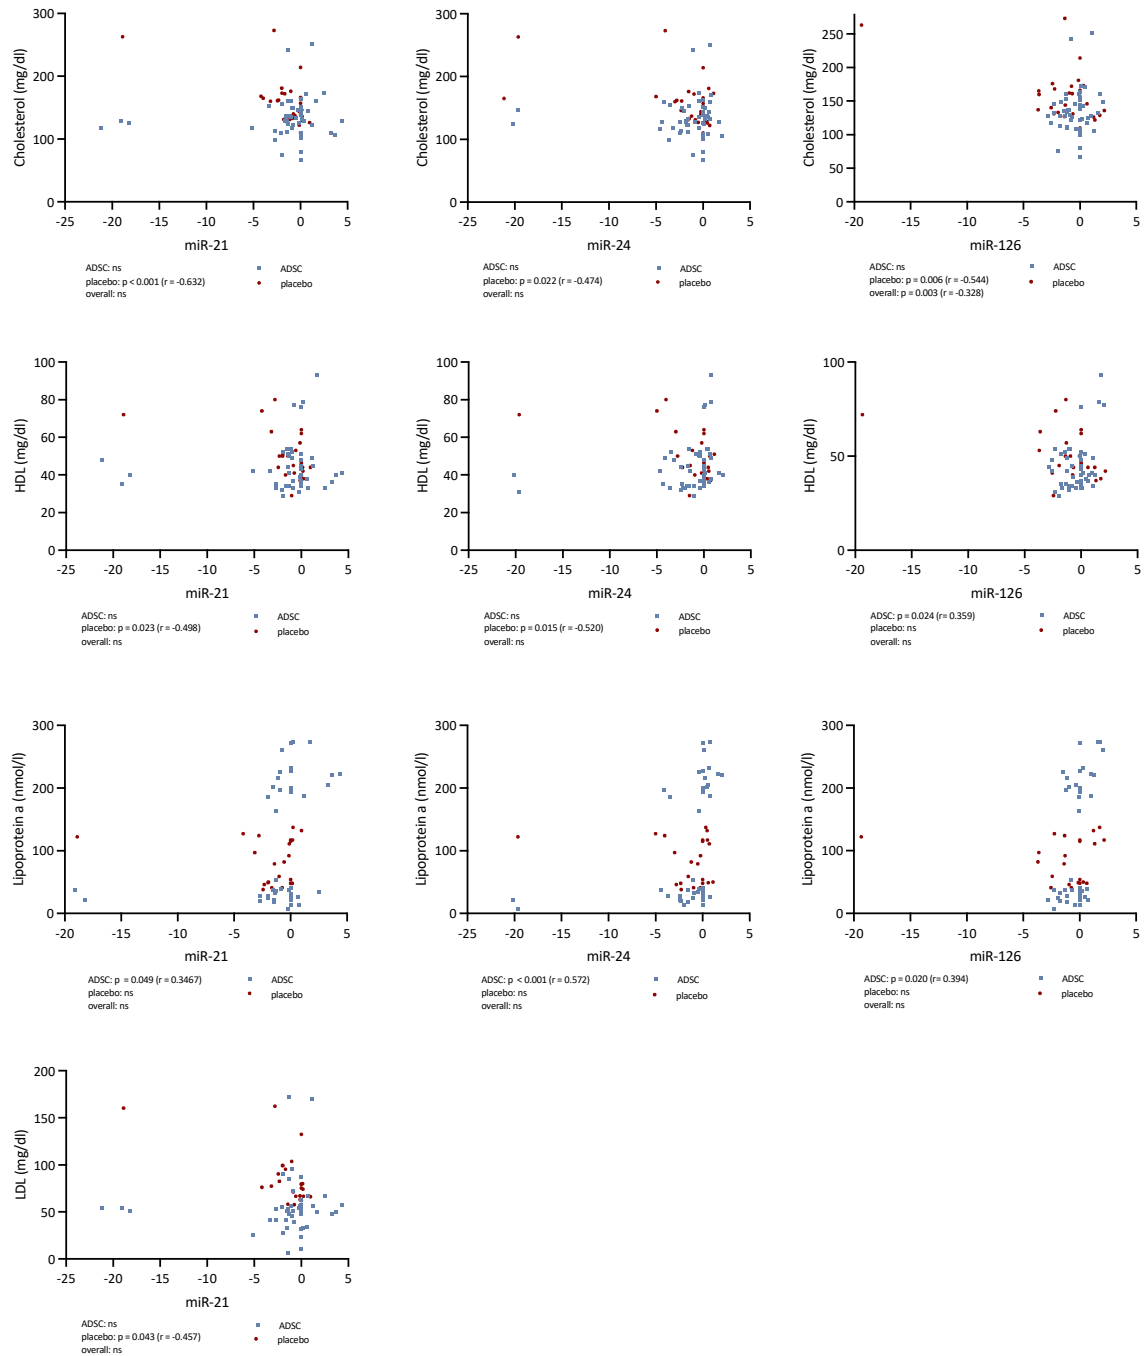 Cholesterol (mg/dl)
300
200
100
0
-25 -20 -15 -10 -5 0 5
miR-21
ADSC: ns
placebo: p < 0.001 (r = -0.632)
overall: ns
ADSC
placebo
Cholesterol (mg/dl)
300
200
100
0
-25 -20 -15 -10 -5 0 5
miR-24
ADSC: ns
placebo: p = 0.022 (r = -0.474)
overall: ns
ADSC
placebo
Cholesterol (mg/dl)
250
200
150
100
50
0
-20 -15 -10 -5 0 5
miR-126
ADSC: ns
placebo: p = 0.006 (r = -0.544)
overall: p = 0.003 (r = -0.328)
ADSC
placebo
HDL (mg/dl)
100
80
60
40
20
0
-25 -20 -15 -10 -5 0 5
miR-21
ADSC: ns
placebo: p = 0.023 (r = -0.498)
overall: ns
ADSC
placebo
HDL (mg/dl)
100
80
60
40
20
0
-25 -20 -15 -10 -5 0 5
miR-24
ADSC: ns
placebo: p = 0.015 (r = -0.520)
overall: ns
ADSC
placebo
HDL (mg/dl)
100
50
0
-20 -15 -10 -5 0 5
miR-126
ADSC: p = 0.024 (r= 0.359)
placebo: ns
overall: ns
ADSC
placebo
Lipoprotein a (nmol/l)
300
200
100
0
-20 -15 -10 -5 0 5
miR-21
ADSC: p = 0.049 (r = 0.3467)
placebo: ns
overall: ns
ADSC
placebo
Lipoprotein a (nmol/l)
300
200
100
0
-25 -20 -15 -10 -5 0 5
miR-24
ADSC: p < 0.001 (r = 0.572)
placebo: ns
overall: ns
ADSC
placebo
Lipoprotein a (nmol/l)
300
200
100
0
-20 -15 -10 -5 0 5
miR-126
ADSC: p = 0.020 (r= 0.394)
placebo: ns
overall: ns
ADSC
placebo
LDL (mg/dl)
200
150
100
50
0
-25 -20 -15 -10 -5 0 5
miR-21
ADSC: ns
placebo: p = 0.043 (r = -0.457)
overall: ns
ADSC
placebo